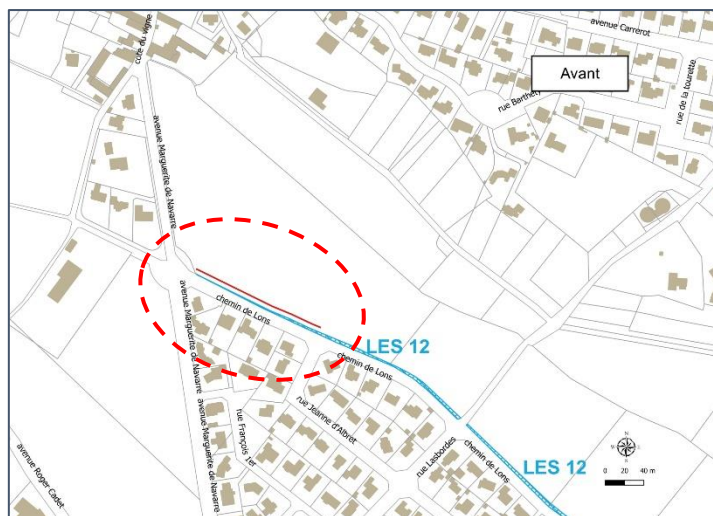 avenue Carrerot
côte du vigné
Avant
rue de la tourette
rue Barthety
avenue Marguerite de Navarre
avenue Marguerite de Navarre
chemin de Lons
LES 12
chemin de Lons
rue Jeanne d'Albret
avenue Marguerite de Navarre
rue François 1er
rue Lasbordes
chemin de Lons
LES 12
avenue Roger Cadet
N
0 20 40 m